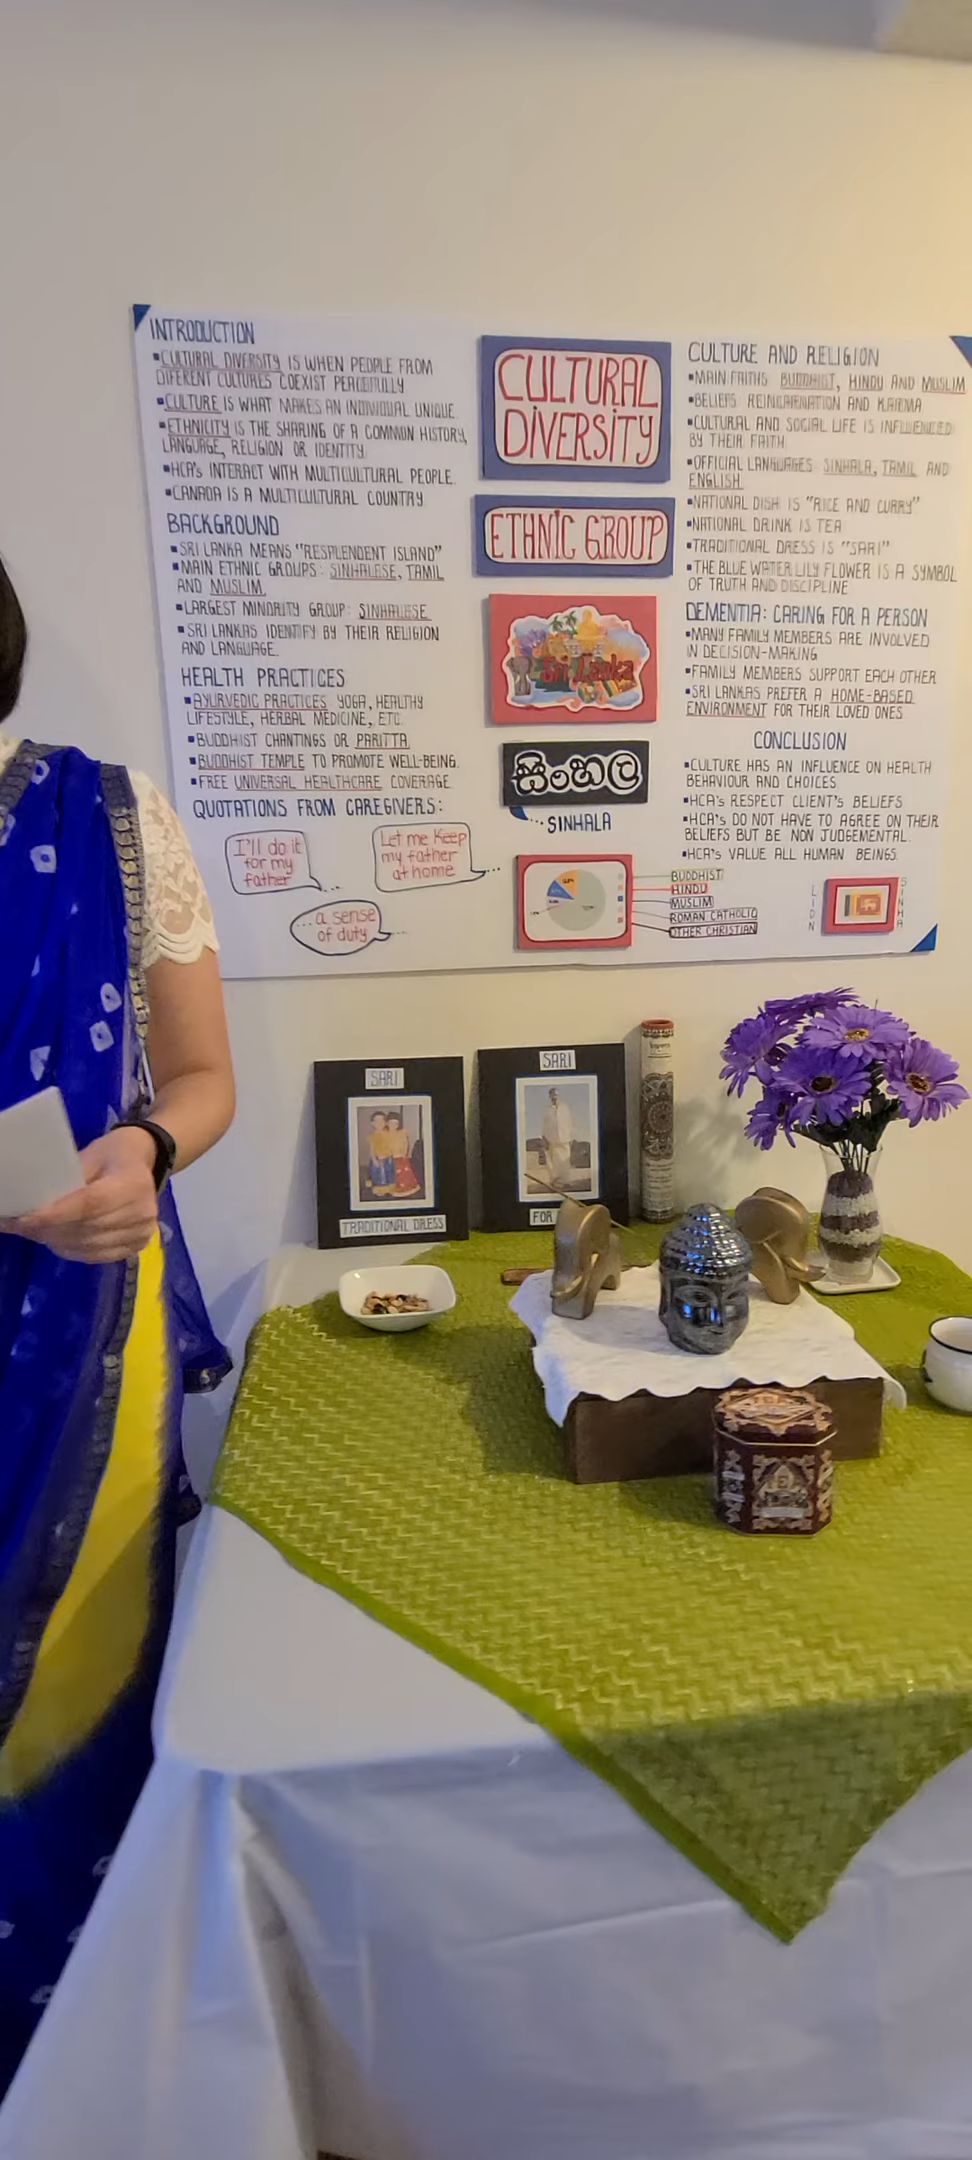 INTRODUCTION
▪CULTURAL DIVERSITY IS WHEN PEOPLE FROM
DIFERENT CULTURES COEXIST PEACEFULLY.
▪CULTURE IS WHAT MAKES AN INDIVIDUAL UNIQUE.
▪ETHNICITY IS THE SHARING OF A COMMON HISTORY,
LANGUAGE, RELIGION OR IDENTITY.
▪HCA's INTERACT WITH MULTICULTURAL PEOPLE.
▪CANADA IS A MULTICULTURAL COUNTRY
BACKGROUND
▪SRI LANKA MEANS "RESPLENDENT ISLAND"
▪MAIN ETHNIC GROUPS: SINHALESE, TAMIL
AND MUSLIM.
▪LARGEST MINORITY GROUP: SINHALESE.
▪SRI LANKAS IDENTIFY BY THEIR RELIGION
AND LANGUAGE.
HEALTH PRACTICES
▪AYURVEDIC PRACTICES: YOGA, HEALTHY
LIFESTYLE, HERBAL MEDICINE, ETC.
▪BUDDHIST CHANTINGS OR PARITTA.
▪BUDDHIST TEMPLE TO PROMOTE WELL-BEING.
▪FREE UNIVERSAL HEALTHCARE COVERAGE
QUOTATIONS FROM CAREGIVERS:
I'll do it
for my
father
Let me Keep
my father
at home
...a sense
of duty
CULTURAL
DIVERSITY
ETHNIC GROUP
Sri Lanka
සිංහල
SINHALA
BUDDHIST
HINDU
MUSLIM
ROMAN CATHOLIC
OTHER CHRISTIAN
CULTURE AND RELIGION
▪MAIN FAITHS: BUDDHIST, HINDU AND MUSLIM
▪BELIEFS: REINCARNATION AND KARMA
▪CULTURAL AND SOCIAL LIFE IS INFLUENCED
BY THEIR FAITH
▪OFFICIAL LANGUAGES: SINHALA, TAMIL AND
ENGLISH.
▪NATIONAL DISH IS "RICE AND CURRY"
▪NATIONAL DRINK IS TEA
▪TRADITIONAL DRESS IS "SARI"
▪THE BLUE WATER LILY FLOWER IS A SYMBOL
OF TRUTH AND DISCIPLINE
DEMENTIA: CARING FOR A PERSON
▪MANY FAMILY MEMBERS ARE INVOLVED
IN DECISION-MAKING
▪FAMILY MEMBERS SUPPORT EACH OTHER
▪SRI LANKAS PREFER A HOME-BASED
ENVIRONMENT FOR THEIR LOVED ONES
CONCLUSION
▪CULTURE HAS AN INFLUENCE ON HEALTH
BEHAVIOUR AND CHOICES
▪HCA's RESPECT CLIENT'S BELIEFS
▪HCA's DO NOT HAVE TO AGREE ON THEIR
BELIEFS BUT BE NON JUDGEMENTAL.
▪HCA's VALUE ALL HUMAN BEINGS.
LION
SINHA
SARI
TRADITIONAL DRESS
SARI
FOR